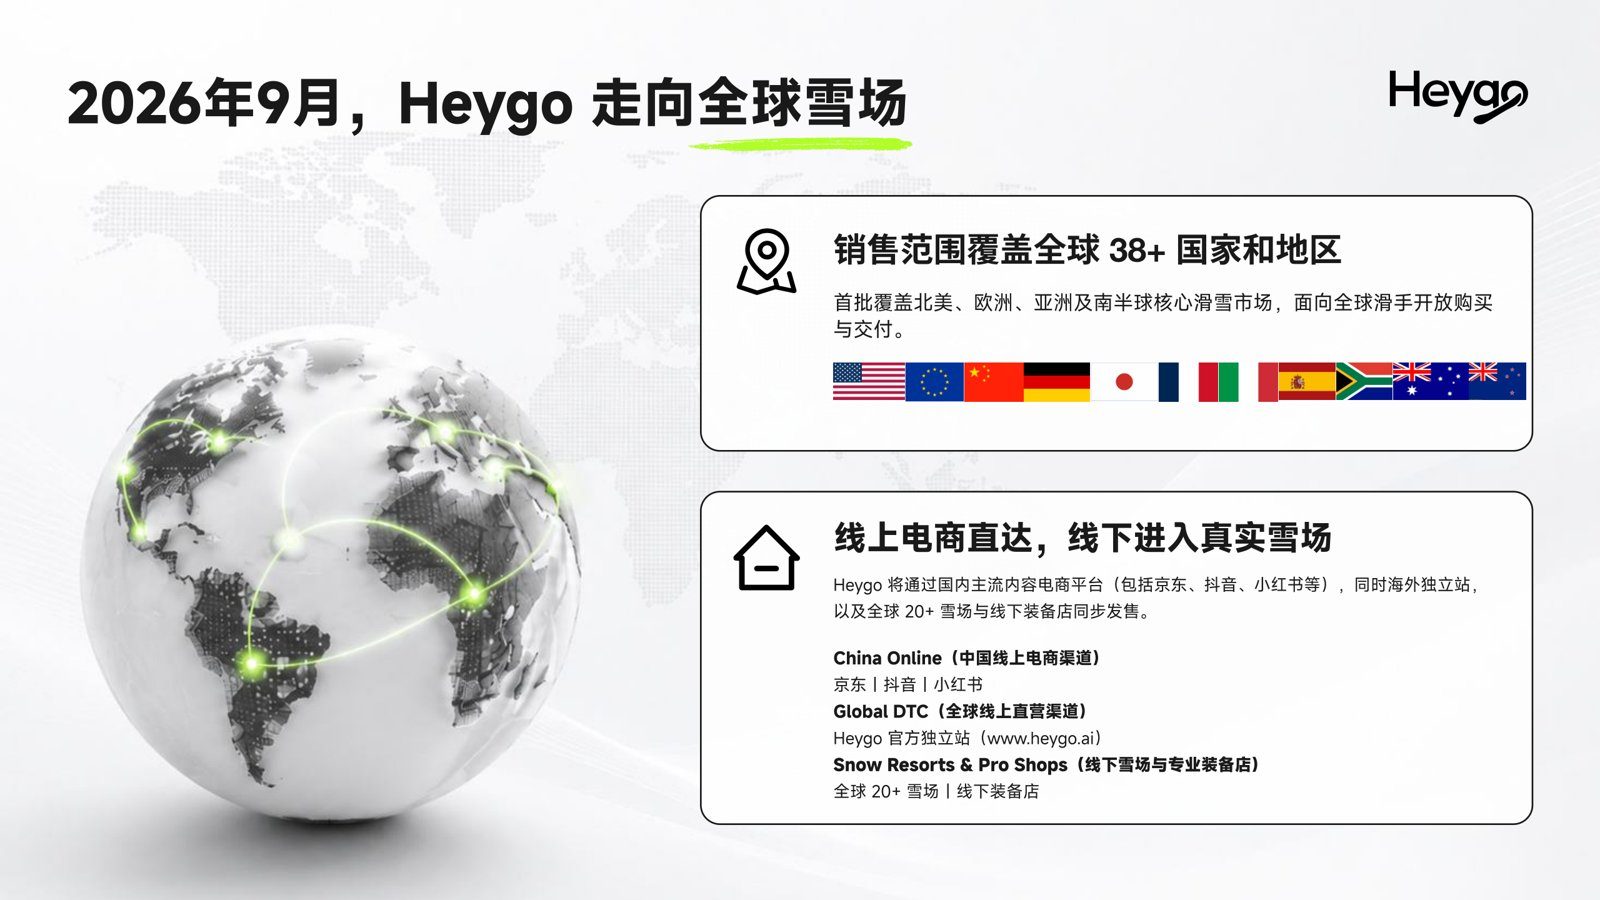 2026年9月，Heygo 走向全球雪场
Heygo
销售范围覆盖全球 38+ 国家和地区
首批覆盖北美、欧洲、亚洲及南半球核心滑雪市场，面向全球滑手开放购买
与交付。
线上电商直达，线下进入真实雪场
Heygo 将通过国内主流内容电商平台（包括京东、抖音、小红书等），同时海外独立站，
以及全球 20+ 雪场与线下装备店同步发售。
China Online（中国线上电商渠道）
京东丨抖音丨小红书
Global DTC（全球线上直营渠道）
Heygo 官方独立站（www.heygo.ai）
Snow Resorts & Pro Shops（线下雪场与专业装备店）
全球 20+ 雪场丨线下装备店